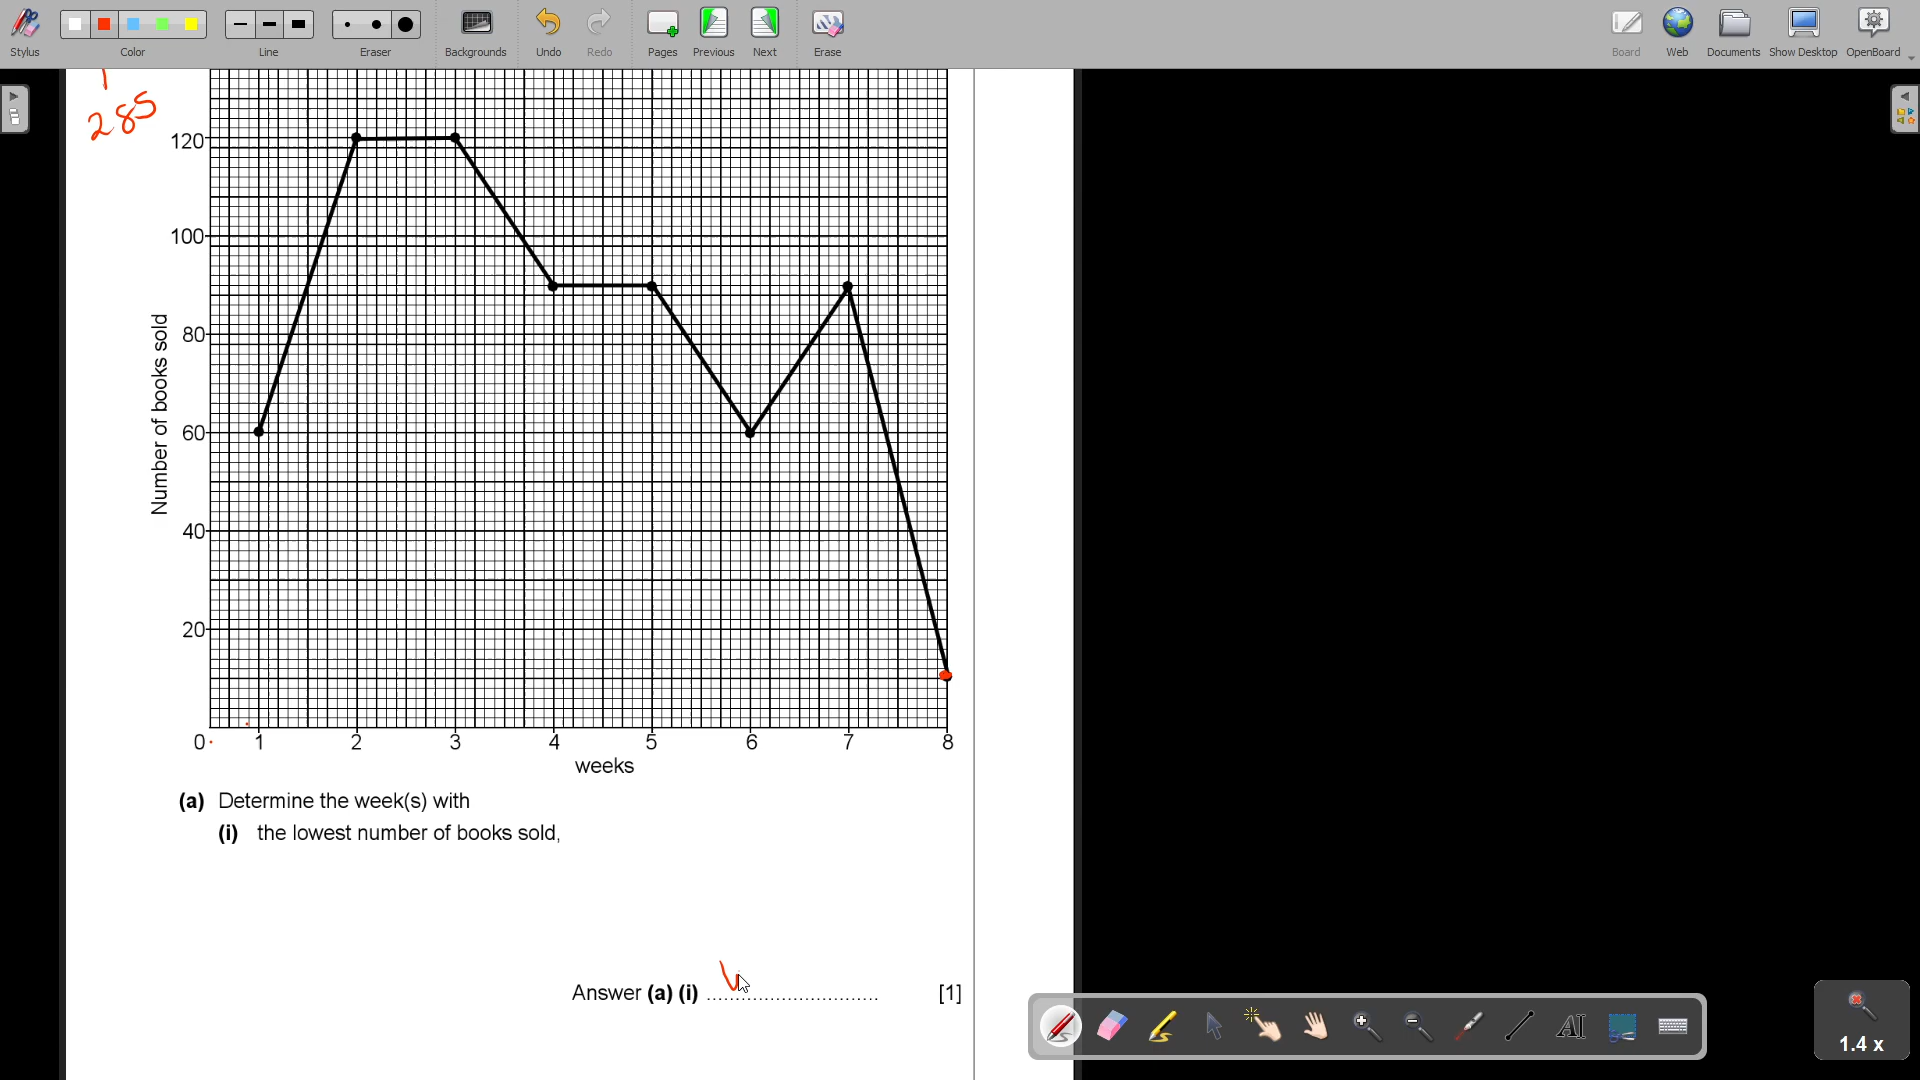 Stylus Color Line Eraser Backgrounds Undo Redo Pages Previous Next Erase Board Web Documents Show Desktop OpenBoard
285
120
100
80
60
40
20
Number of books sold
0 1 2 3 4 5 6 7 8
weeks
(a) Determine the week(s) with
(i) the lowest number of books sold,
Answer (a) (i) .............................. [1]
1.4 x